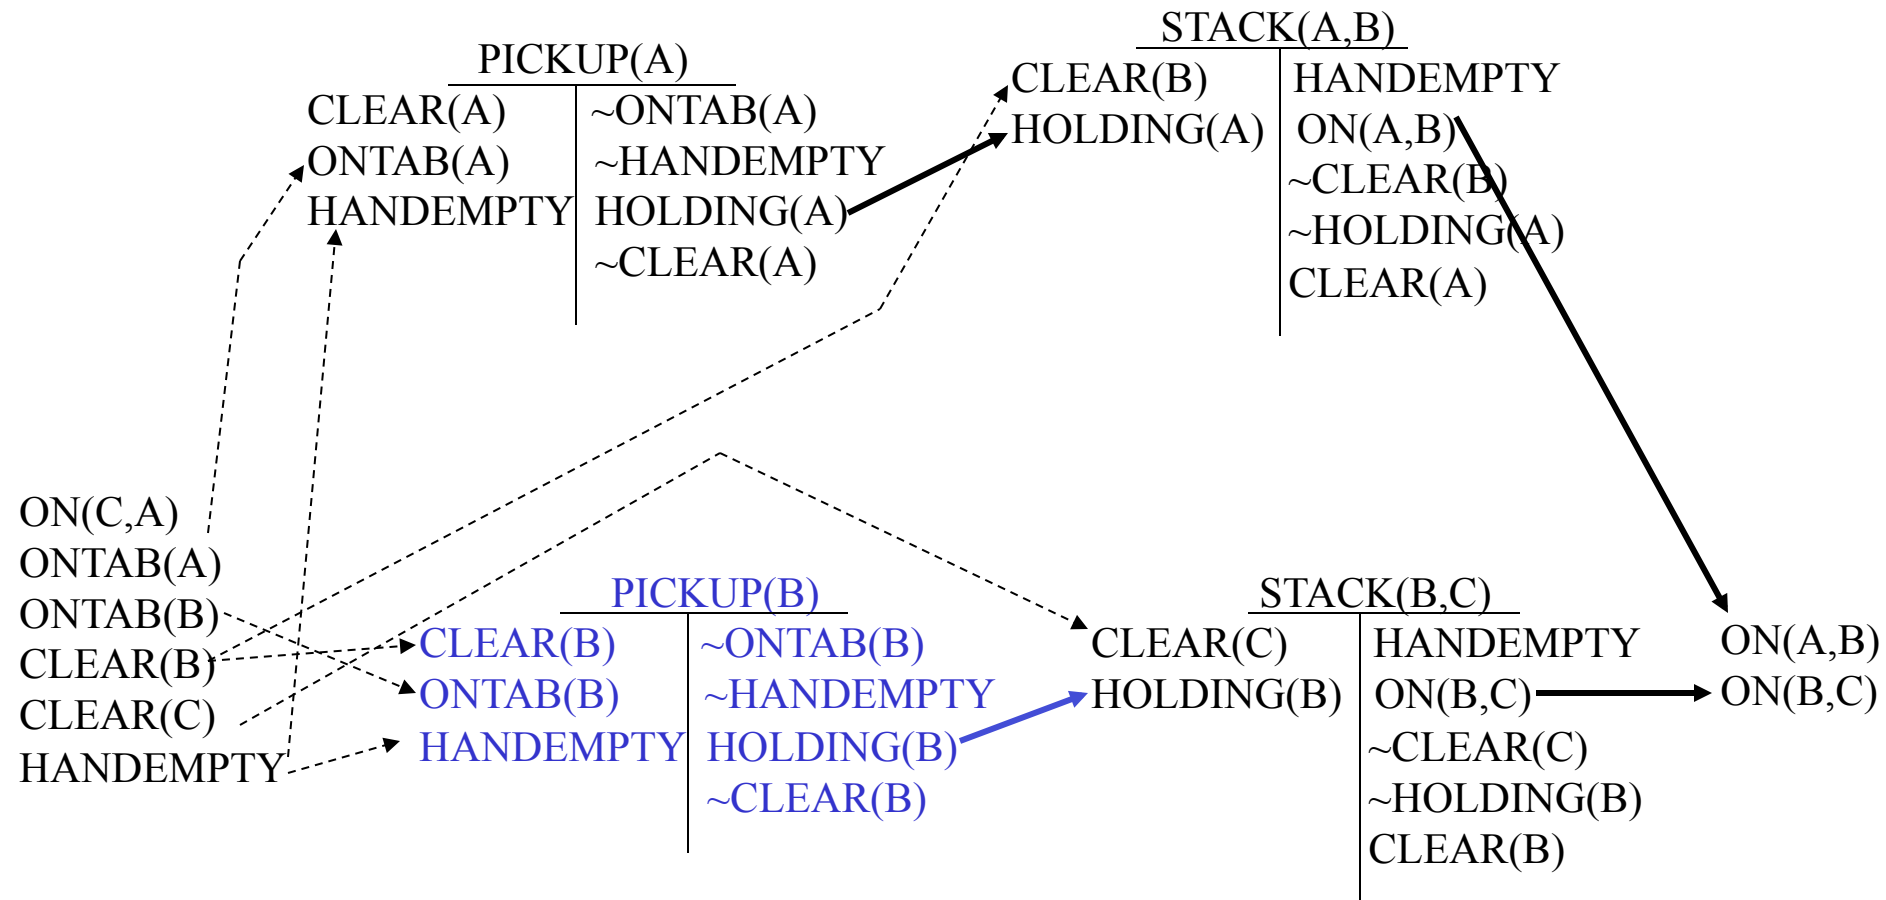 STACK(A,B)
PICKUP(A)
CLEAR(B)
HOLDING(A)
HANDEMPTY
ON(A,B)
~CLEAR(B)
~HOLDING(A)
CLEAR(A)
CLEAR(A)
ONTAB(A)
HANDEMPTY
~ONTAB(A)
~HANDEMPTY
HOLDING(A)
~CLEAR(A)
ON(C,A)
ONTAB(A)
ONTAB(B)
CLEAR(B)
CLEAR(C)
HANDEMPTY
PICKUP(B)
CLEAR(B)
ONTAB(B)
HANDEMPTY
~ONTAB(B)
~HANDEMPTY
HOLDING(B)
~CLEAR(B)
STACK(B,C)
CLEAR(C)
HOLDING(B)
HANDEMPTY
ON(B,C)
~CLEAR(C)
~HOLDING(B)
CLEAR(B)
ON(A,B)
ON(B,C)